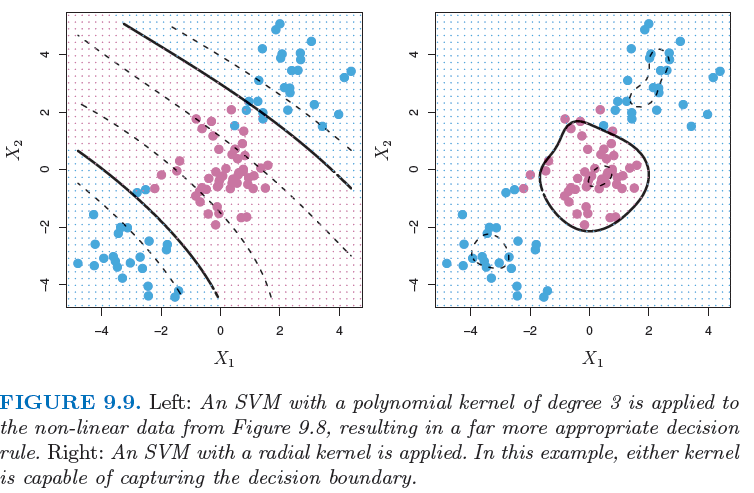 4
2
0
−2
−4
X2
−4
−2
0
2
4
X1
4
2
0
−2
−4
X2
−4
−2
0
2
4
X1
FIGURE 9.9. Left: An SVM with a polynomial kernel of degree 3 is applied to
the non-linear data from Figure 9.8, resulting in a far more appropriate decision
rule. Right: An SVM with a radial kernel is applied. In this example, either kernel
is capable of capturing the decision boundary.